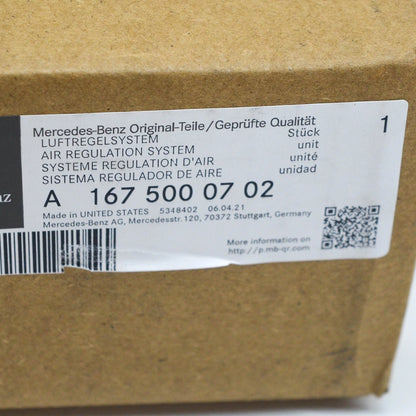 Mercedes-Benz Original-Teile/Geprüfte Qualität
LUFTREGELSYSTEM Stück 1
AIR REGULATION SYSTEM unit
SYSTEME REGULATION D'AIR unité
SISTEMA REGULADOR DE AIRE unidad
A 167 500 07 02
Made in UNITED STATES 5348402 06.04.21
Mercedes-Benz AG, Mercedesstr.120, 70372 Stuttgart, Germany
More information on
http://p.mb-qr.com